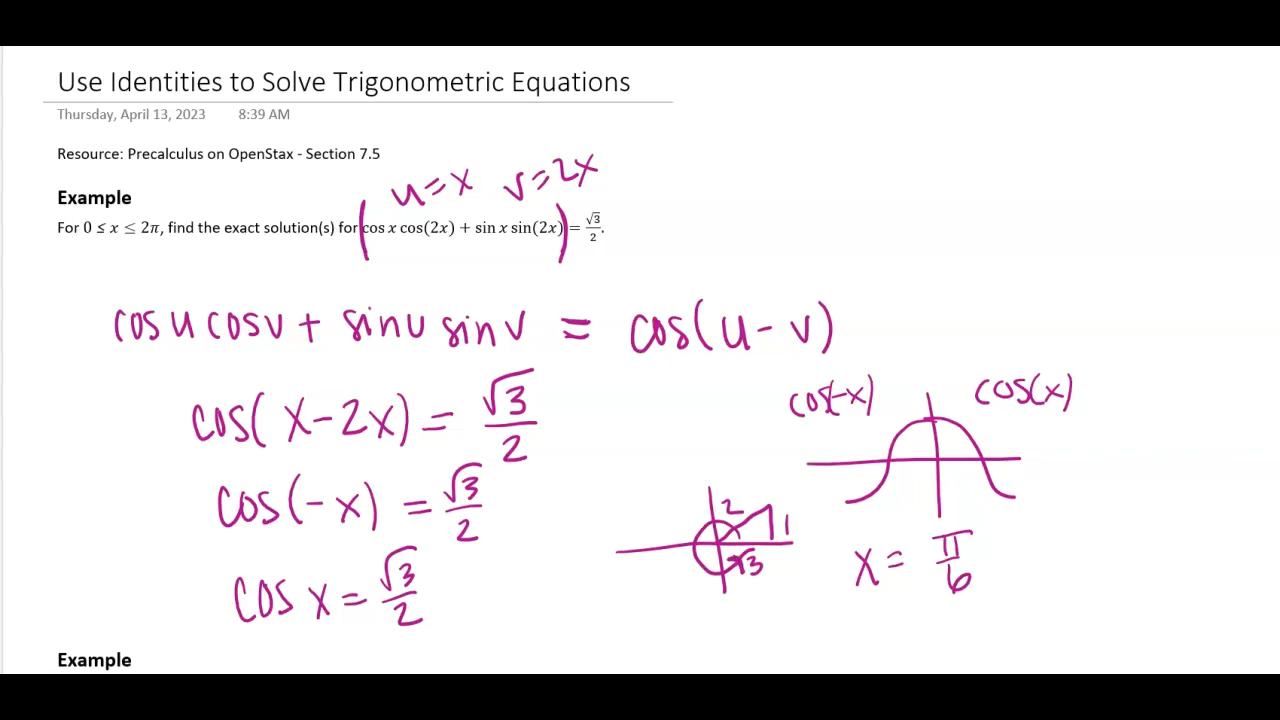 Use Identities to Solve Trigonometric Equations
Thursday, April 13, 2023 8:39 AM
Resource: Precalculus on OpenStax - Section 7.5
u=x v=2x
Example
For 0 ≤ x ≤ 2π, find the exact solution(s) for (cos x cos(2x) + sin x sin(2x)) = √3/2.
cos u cos v + sin u sin v = cos(u - v)
cos(x - 2x) = √3/2
cos(-x) cos(x)
cos(-x) = √3/2
2 1 √3
x = π/6
cos x = √3/2
Example